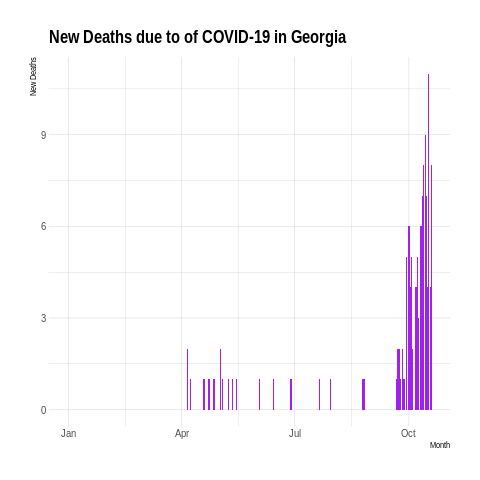 New Deaths due to of COVID-19 in Georgia
New Deaths
9
6
3
0
Jan Apr Jul Oct
Month